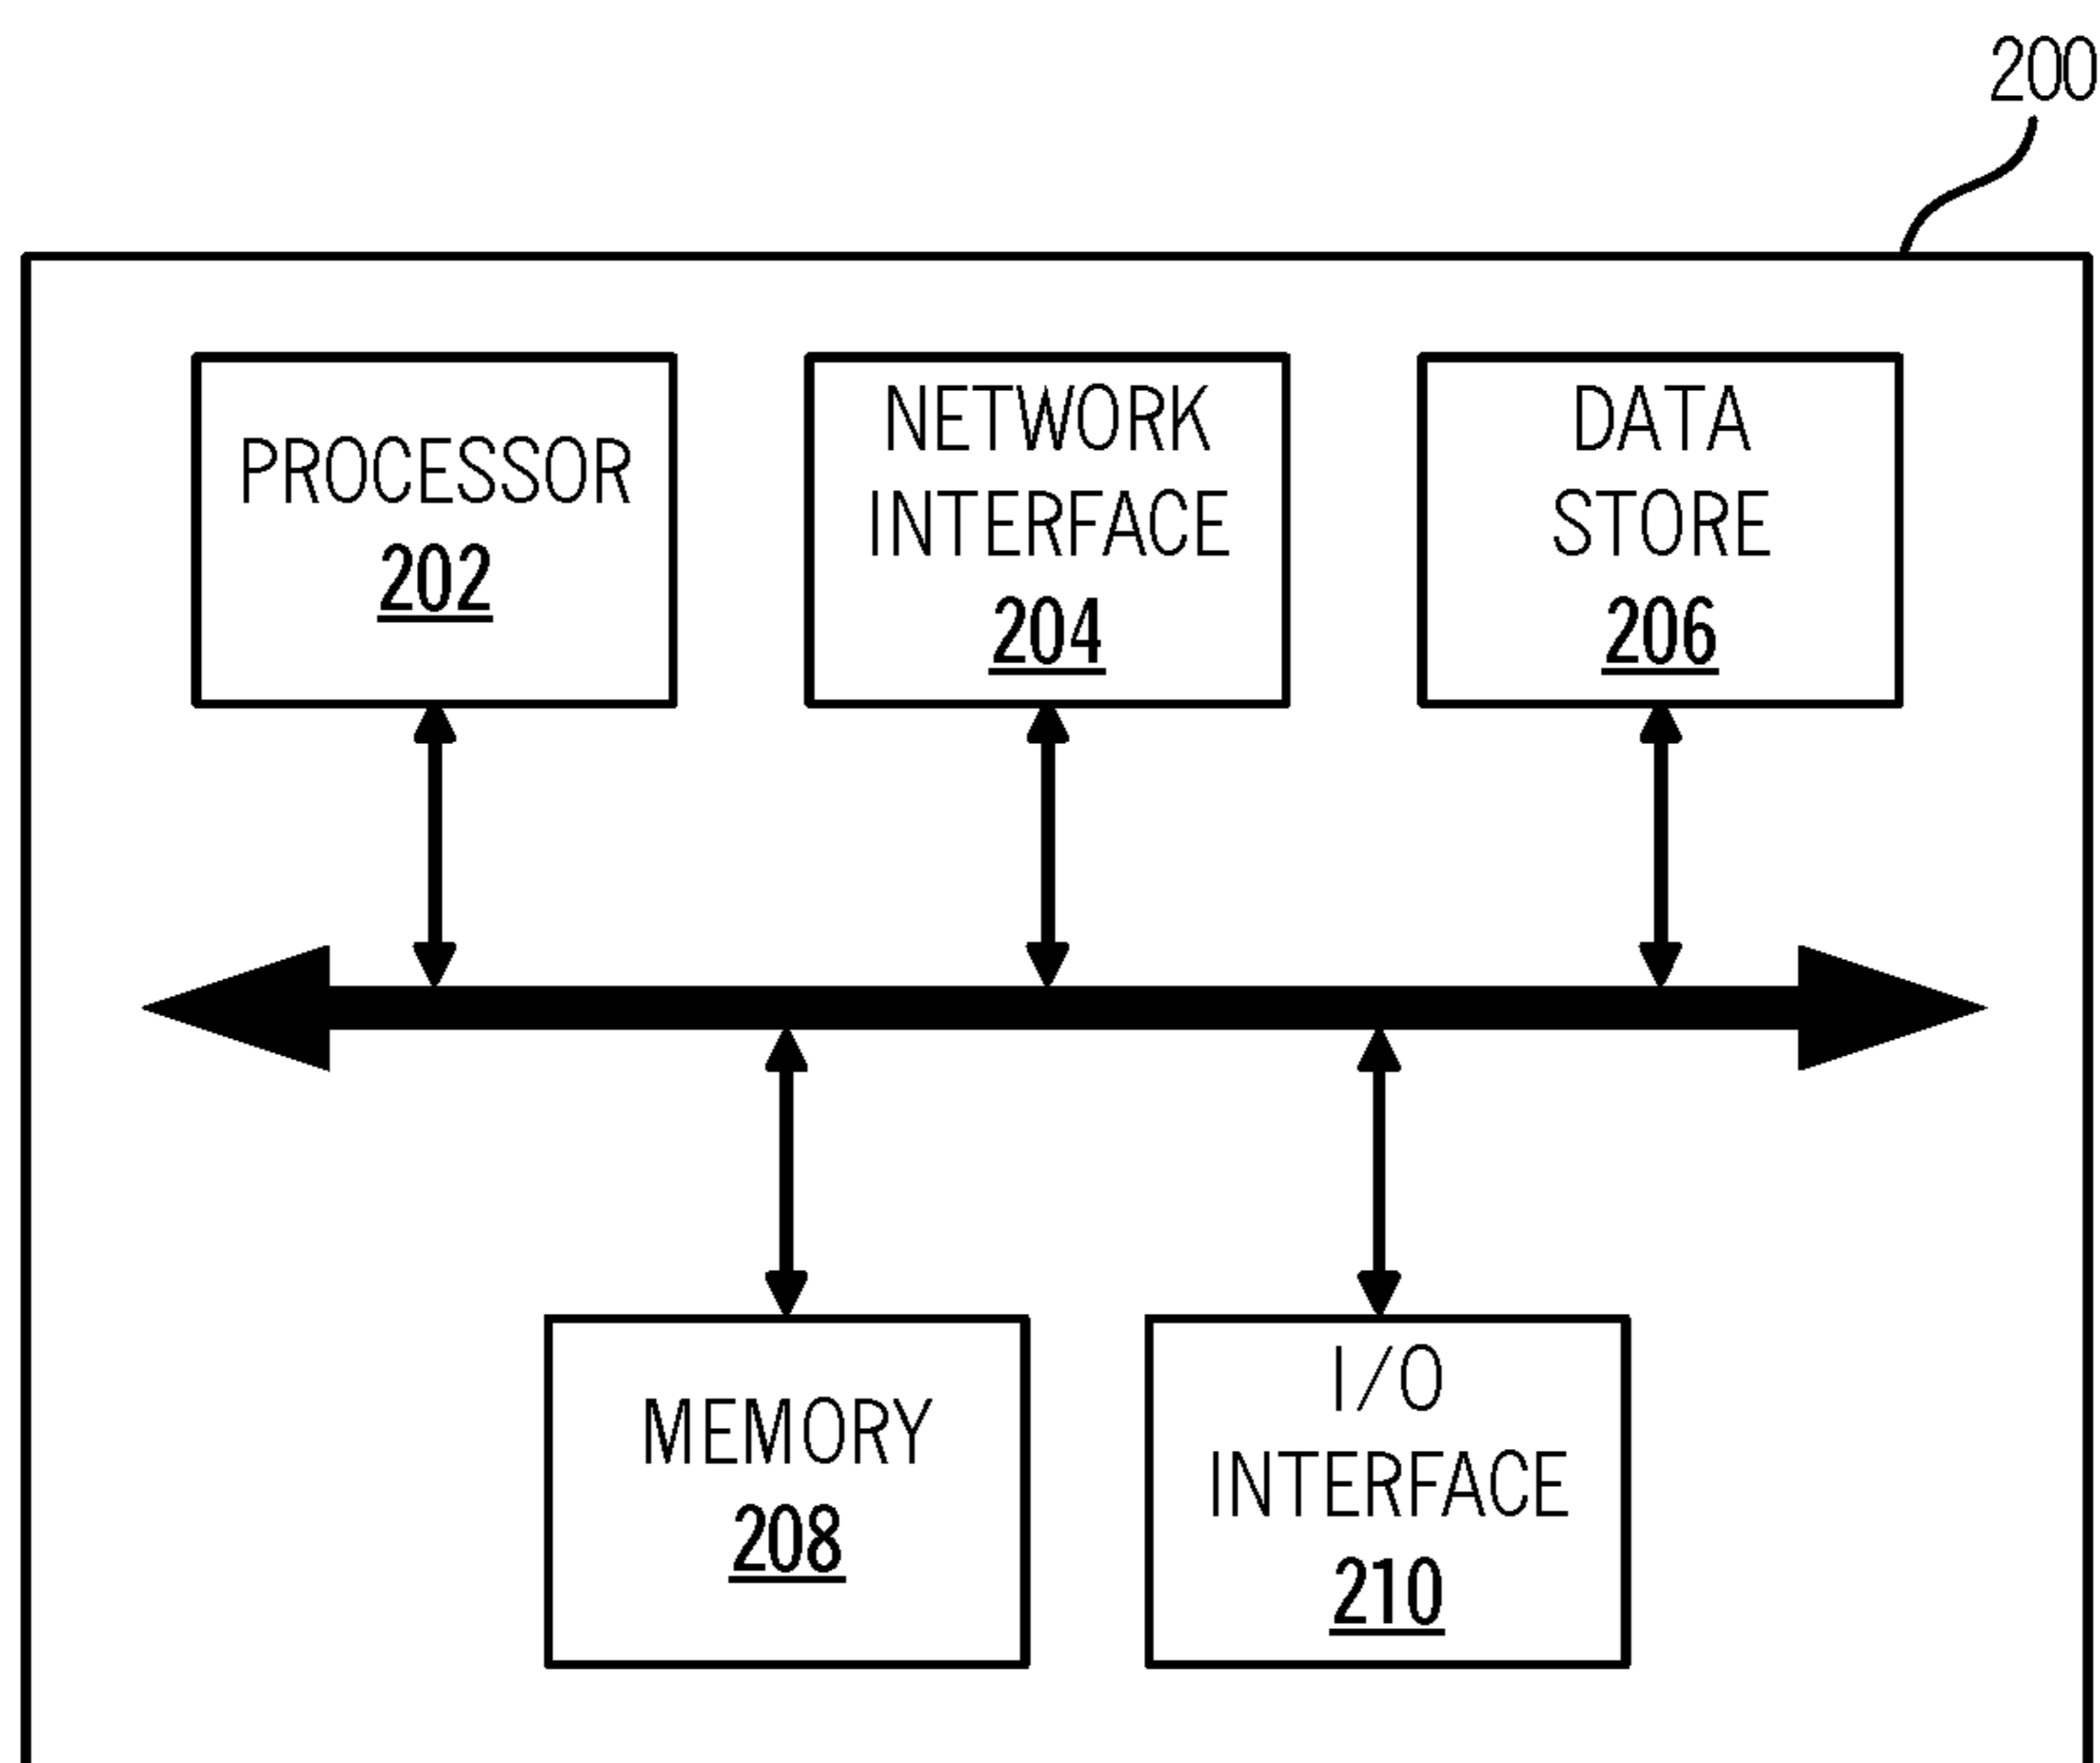 200
PROCESSOR
202
NETWORK
INTERFACE
204
DATA
STORE
206
MEMORY
208
I/O
INTERFACE
210